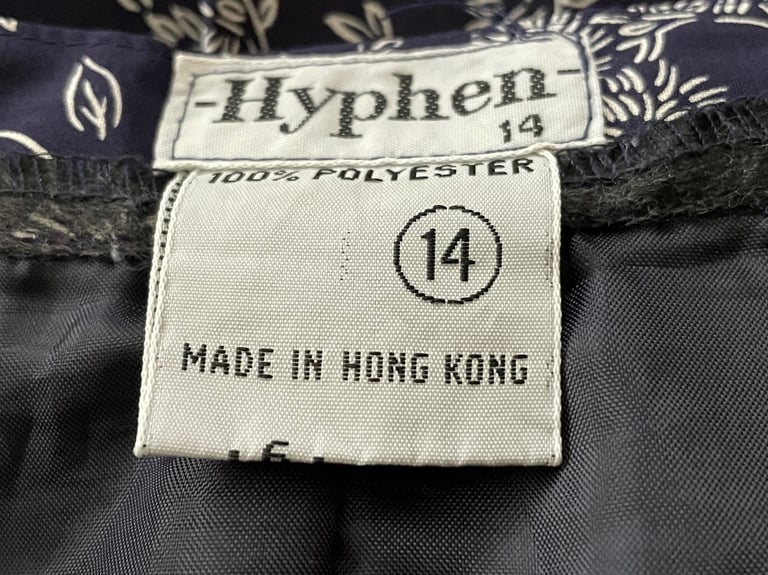 -Hyphen-
14
100% POLYESTER
14
MADE IN HONG KONG